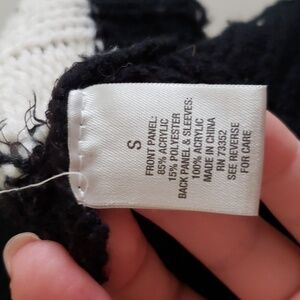 S
FRONT PANEL:
85% ACRYLIC
15% POLYESTER
BACK PANEL & SLEEVES:
100% ACRYLIC
MADE IN CHINA
RN 73352
SEE REVERSE
FOR CARE